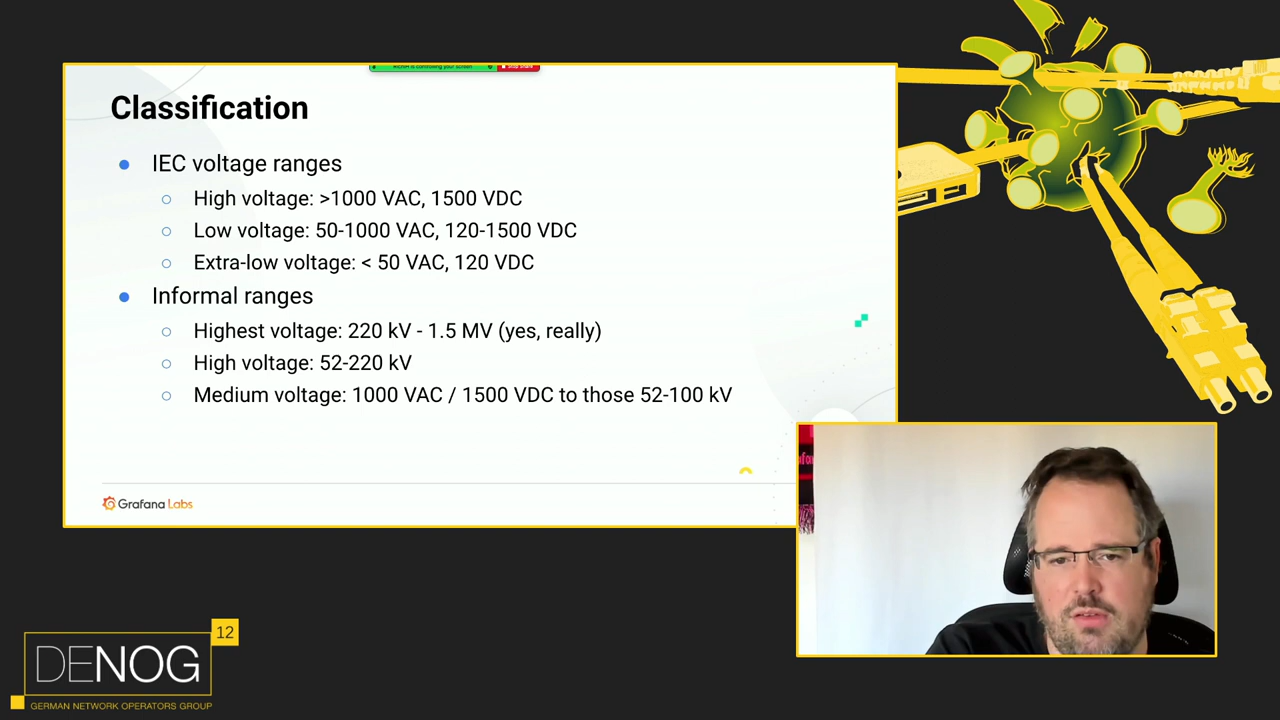 Classification
IEC voltage ranges
High voltage: >1000 VAC, 1500 VDC
Low voltage: 50-1000 VAC, 120-1500 VDC
Extra-low voltage: < 50 VAC, 120 VDC
Informal ranges
Highest voltage: 220 kV - 1.5 MV (yes, really)
High voltage: 52-220 kV
Medium voltage: 1000 VAC / 1500 VDC to those 52-100 kV
Grafana Labs
12
DENOG
GERMAN NETWORK OPERATORS GROUP